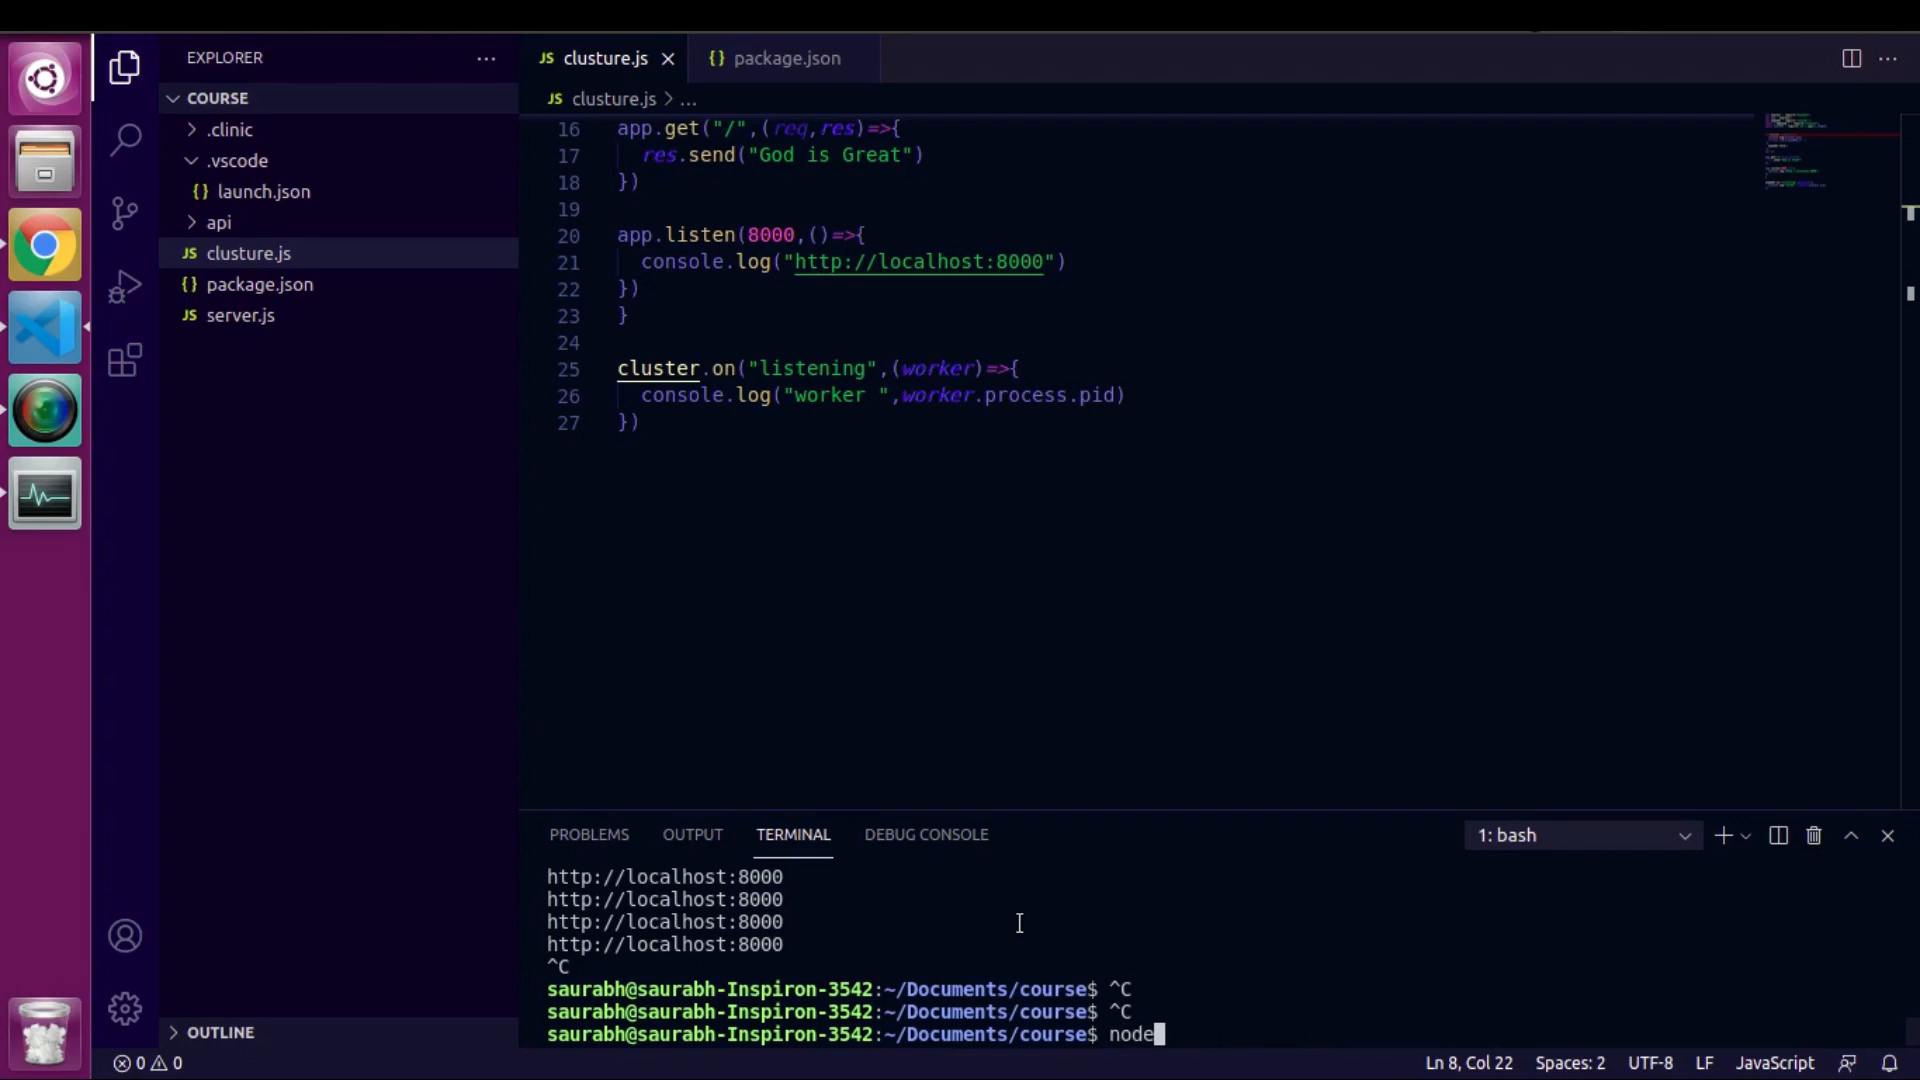 EXPLORER
COURSE
.clinic
.vscode
{} launch.json
api
JS clusture.js
{} package.json
JS server.js
OUTLINE
JS clusture.js
{} package.json
JS clusture.js > ...
16 app.get("/",(req,res)=>{
17 res.send("God is Great")
18 })
19
20 app.listen(8000,()=>{
21 console.log("http://localhost:8000")
22 })
23 }
24
25 cluster.on("listening",(worker)=>{
26 console.log("worker ",worker.process.pid)
27 })
PROBLEMS OUTPUT TERMINAL DEBUG CONSOLE
1: bash
http://localhost:8000
http://localhost:8000
http://localhost:8000
http://localhost:8000
^C
saurabh@saurabh-Inspiron-3542:~/Documents/course$ ^C
saurabh@saurabh-Inspiron-3542:~/Documents/course$ ^C
saurabh@saurabh-Inspiron-3542:~/Documents/course$ node
0 0
Ln 8, Col 22 Spaces: 2 UTF-8 LF JavaScript